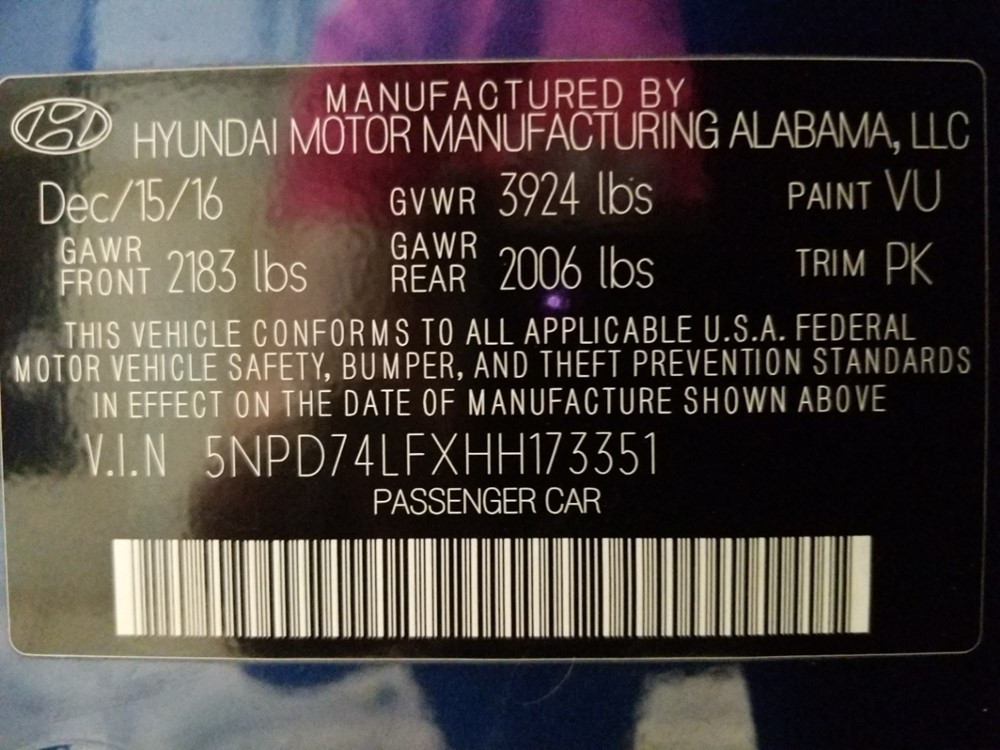 MANUFACTURED BY
HYUNDAI MOTOR MANUFACTURING ALABAMA, LLC
Dec/15/16 GVWR 3924 lbs PAINT VU
GAWR FRONT 2183 lbs GAWR REAR 2006 lbs TRIM PK
THIS VEHICLE CONFORMS TO ALL APPLICABLE U.S.A. FEDERAL
MOTOR VEHICLE SAFETY, BUMPER, AND THEFT PREVENTION STANDARDS
IN EFFECT ON THE DATE OF MANUFACTURE SHOWN ABOVE
V.I.N 5NPD74LFXHH173351
PASSENGER CAR